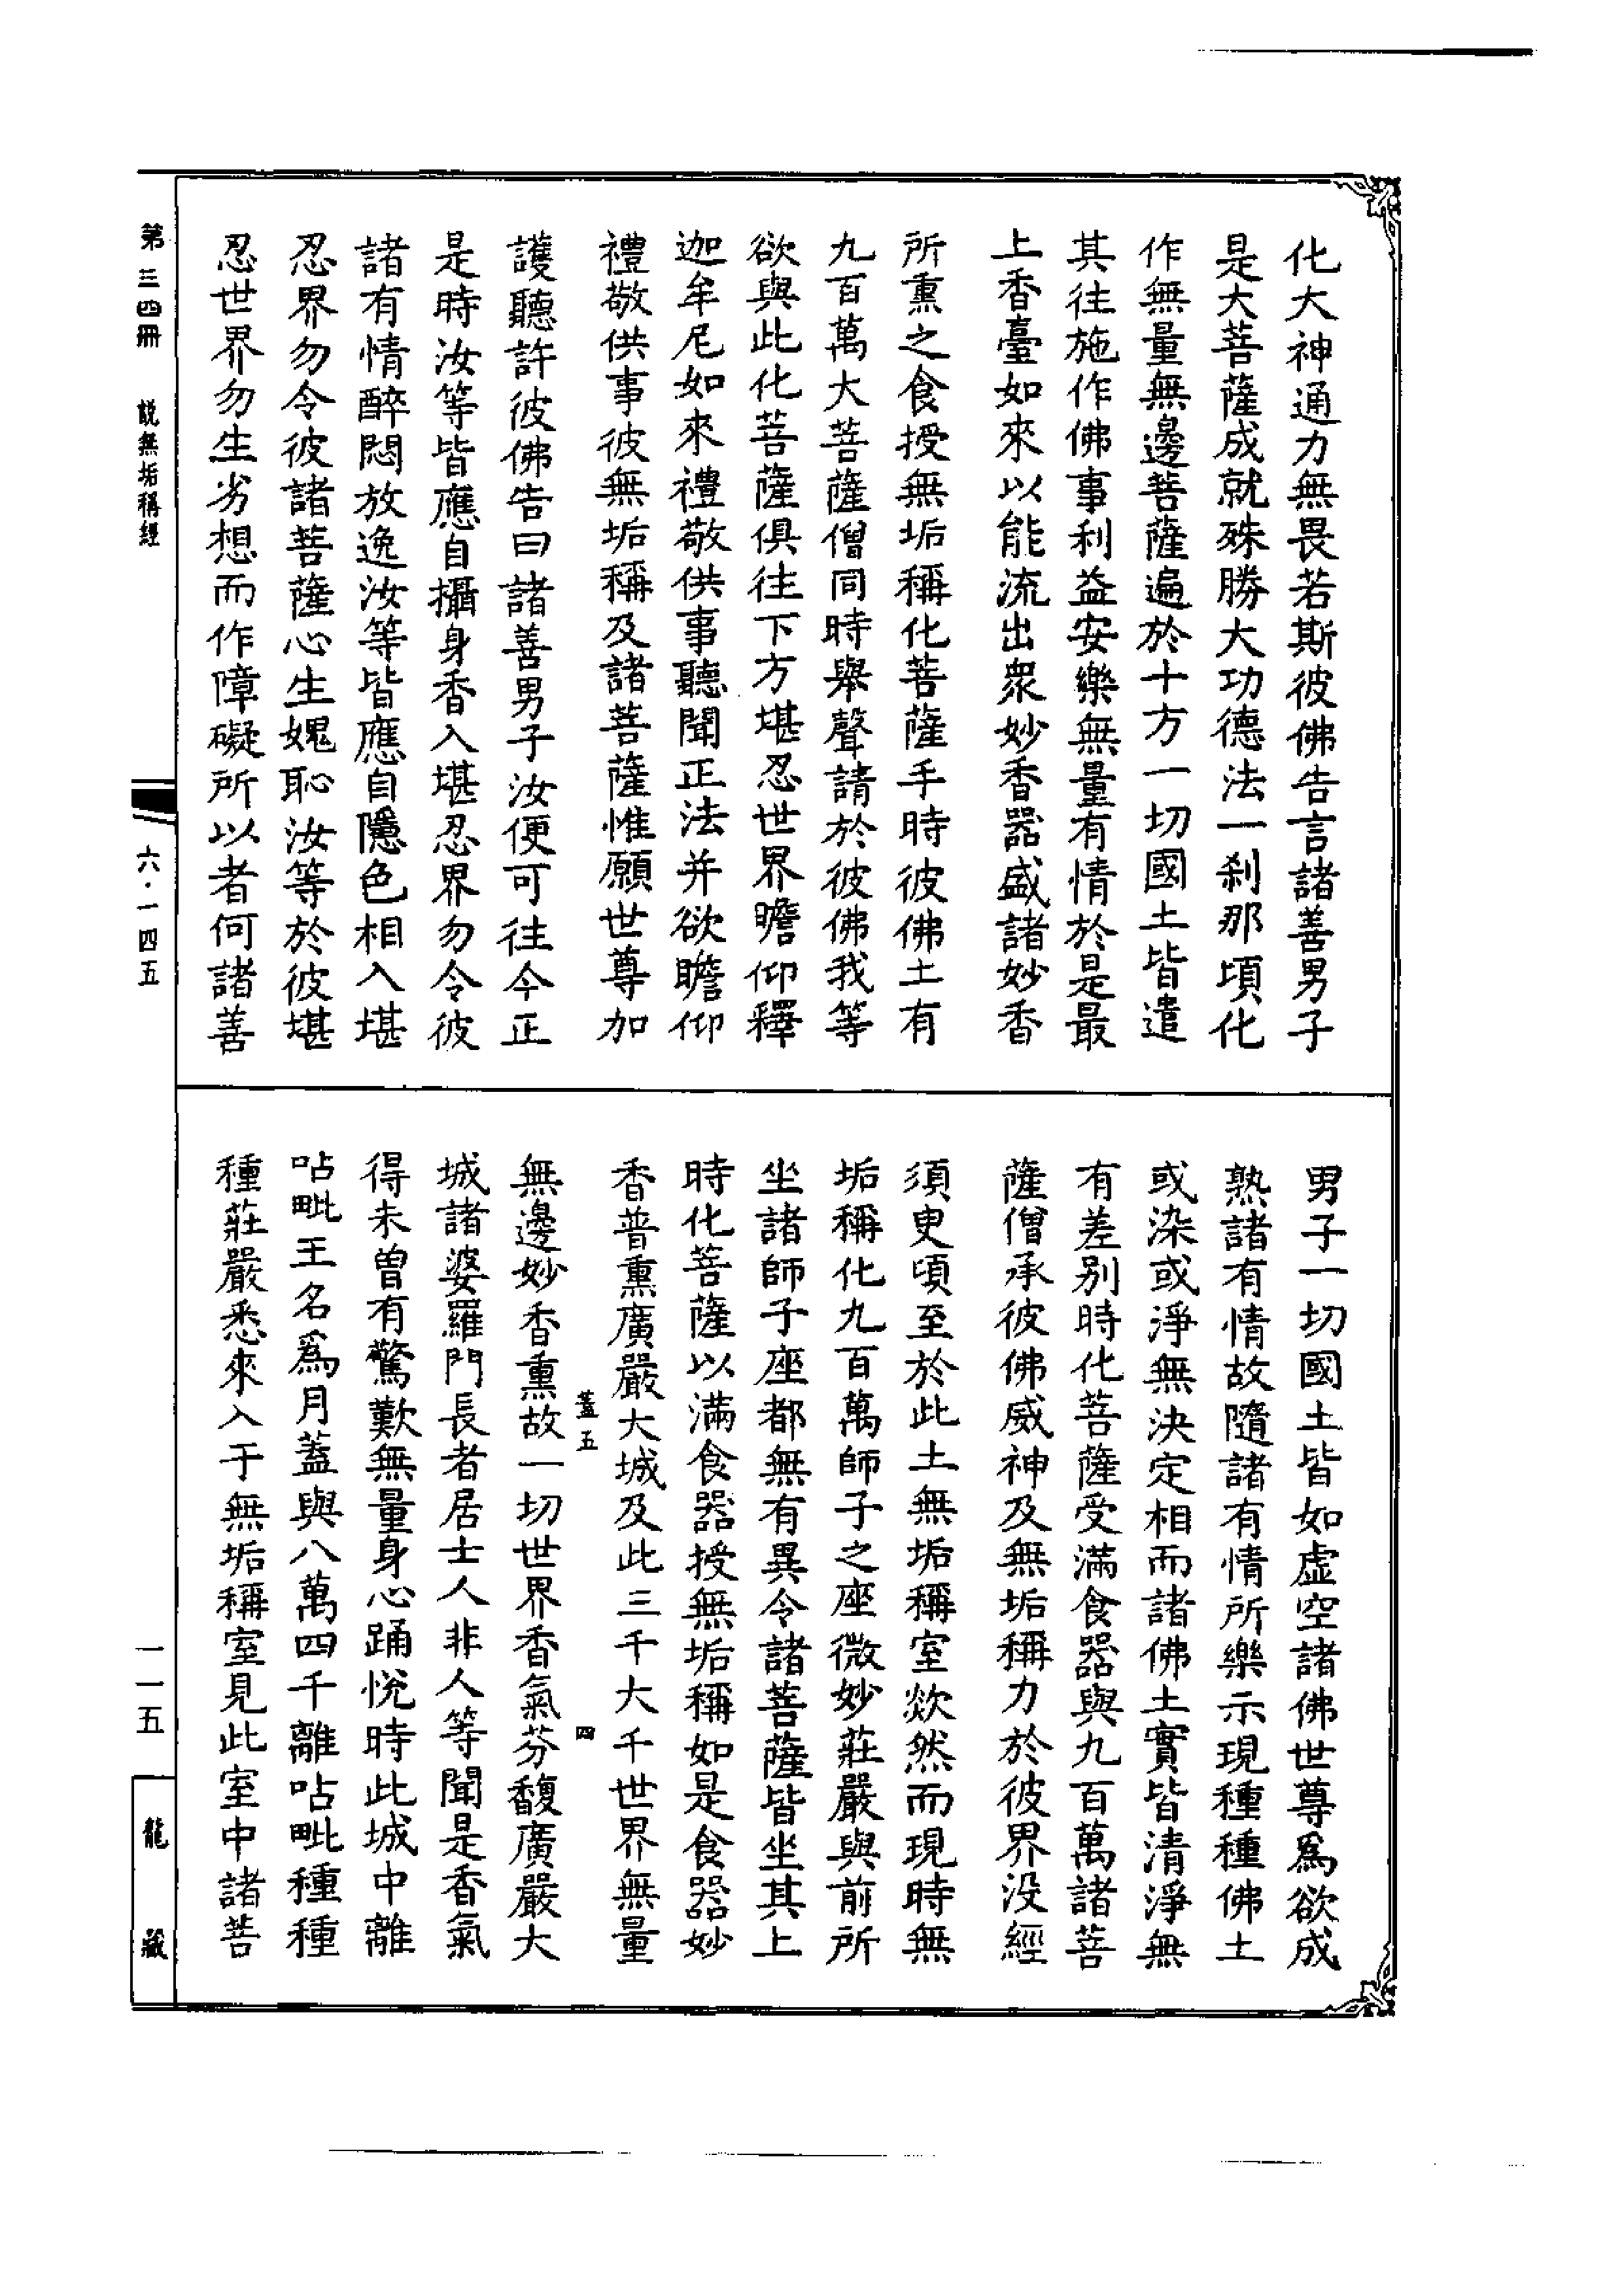 化大神通力無畏若斯彼佛告言諸善男子
是大菩薩成就殊勝大功德法一刹那頃化
作無量無邊菩薩遍於十方一切國土皆遣
其往施作佛事利益安樂無量有情於是最
上香臺如來以能流出衆妙香器盛諸妙香
所熏之食授無垢稱化菩薩手時彼佛土有
九百萬大菩薩僧同時舉聲請於彼佛我等
欲與此化菩薩俱往下方堪忍世界瞻仰釋
迦牟尼如來禮敬供事聽聞正法并欲瞻仰
禮敬供事彼無垢稱及諸菩薩惟願世尊加
護聽許彼佛告曰諸善男子汝便可往今正
是時汝等皆應自攝身香入堪忍界勿令彼
諸有情醉悶放逸汝等皆應自隱色相入堪
忍界勿令彼諸菩薩心生媿恥汝等於彼堪
忍世界勿生劣想而作障礙所以者何諸善
男子一切國土皆如虛空諸佛世尊爲欲成
熟諸有情故隨諸有情所樂示現種種佛土
或染或淨無決定相而諸佛土實皆清淨無
有差別時化菩薩受滿食器與九百萬諸菩
薩僧承彼佛威神及無垢稱力於彼界没經
須臾頃至於此土無垢稱室欻然而現時無
垢稱化九百萬師子之座微妙莊嚴與前所
坐諸師子座都無有異令諸菩薩皆坐其上
時化菩薩以滿食器授無垢稱如是食器妙
香普熏廣嚴大城及此三千大千世界無量
蓋五 四
無邊妙香熏故一切世界香氣芬馥廣嚴大
城諸婆羅門長者居士人非人等聞是香氣
得未曾有驚歎無量身心踊悅時此城中離
呫毗王名爲月蓋與八萬四千離呫毗種種
種莊嚴悉來入于無垢稱室見此室中諸菩
第三四冊 說無垢稱經
六·一四五
一一五
龍藏